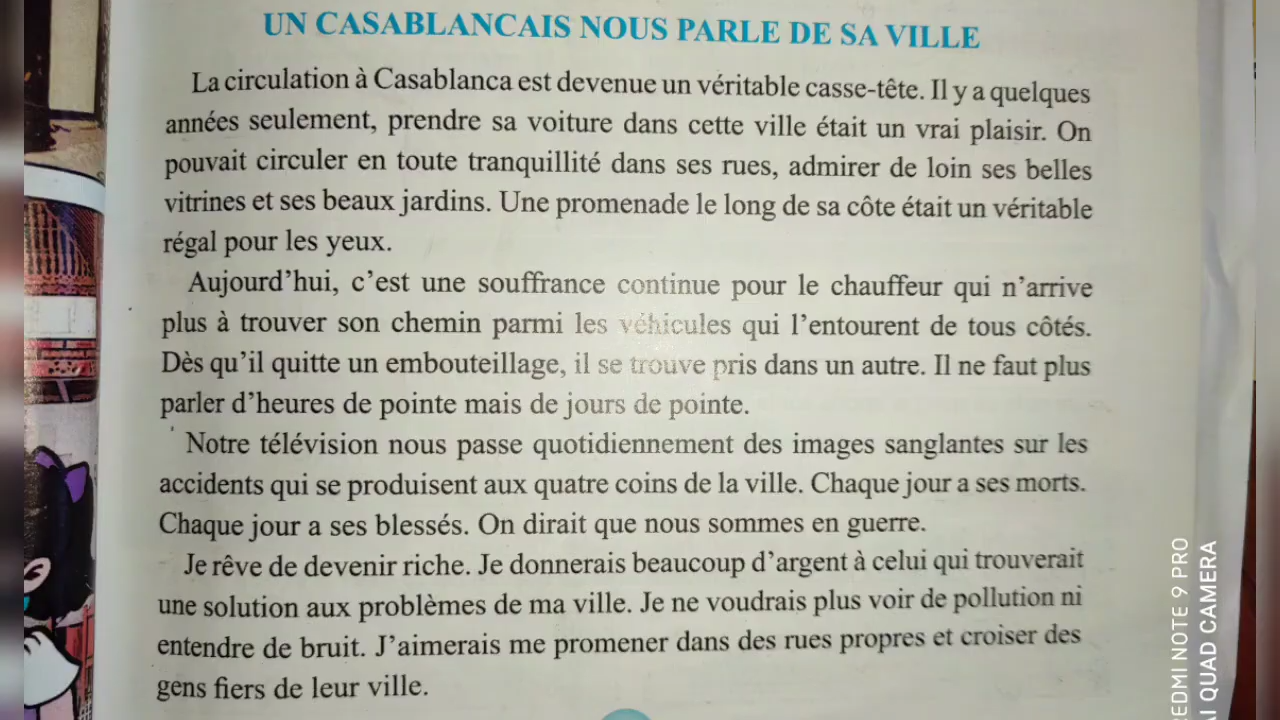 UN CASABLANCAIS NOUS PARLE DE SA VILLE
La circulation à Casablanca est devenue un véritable casse-tête. Il y a quelques
années seulement, prendre sa voiture dans cette ville était un vrai plaisir. On
pouvait circuler en toute tranquillité dans ses rues, admirer de loin ses belles
vitrines et ses beaux jardins. Une promenade le long de sa côte était un véritable
régal pour les yeux.
Aujourd'hui, c'est une souffrance continue pour le chauffeur qui n'arrive
plus à trouver son chemin parmi les véhicules qui l'entourent de tous côtés.
Dès qu'il quitte un embouteillage, il se trouve pris dans un autre. Il ne faut plus
parler d'heures de pointe mais de jours de pointe.
Notre télévision nous passe quotidiennement des images sanglantes sur les
accidents qui se produisent aux quatre coins de la ville. Chaque jour a ses morts.
Chaque jour a ses blessés. On dirait que nous sommes en guerre.
Je rêve de devenir riche. Je donnerais beaucoup d'argent à celui qui trouverait
une solution aux problèmes de ma ville. Je ne voudrais plus voir de pollution ni
entendre de bruit. J'aimerais me promener dans des rues propres et croiser des
gens fiers de leur ville.
REDMI NOTE 9 PRO
AI QUAD CAMERA